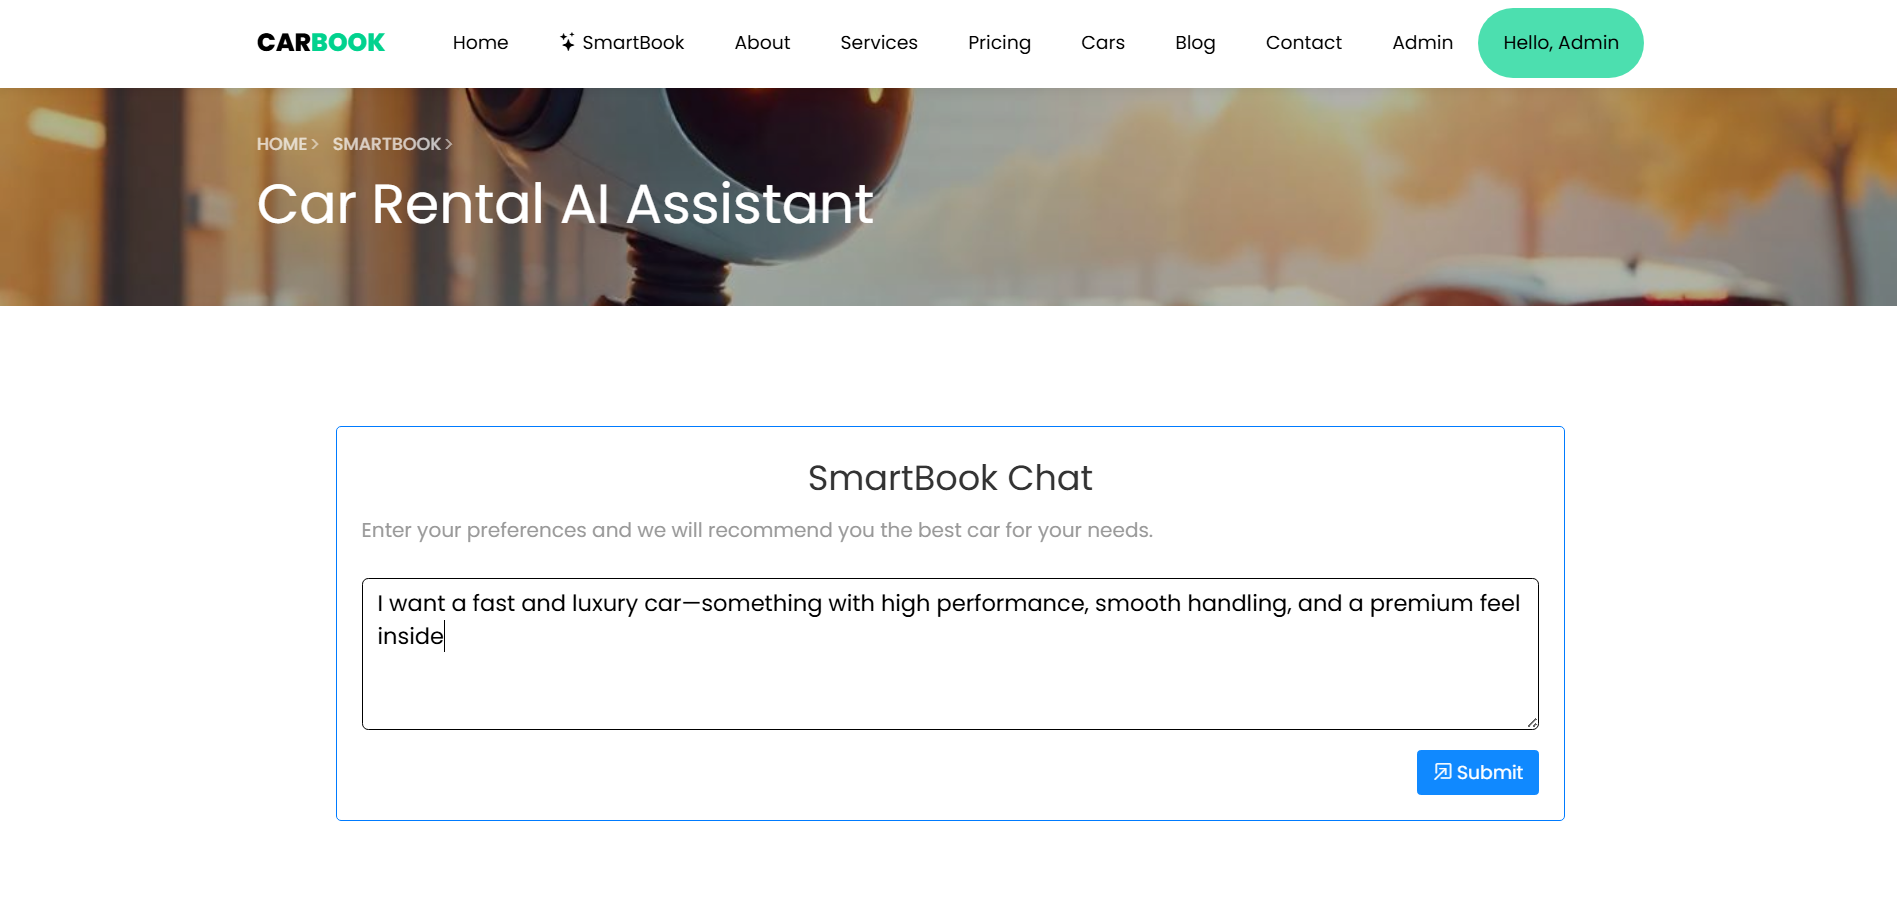 CARBOOK Home SmartBook About Services Pricing Cars Blog Contact Admin Hello, Admin
HOME > SMARTBOOK >
Car Rental AI Assistant
SmartBook Chat
Enter your preferences and we will recommend you the best car for your needs.
I want a fast and luxury car—something with high performance, smooth handling, and a premium feel
inside
Submit